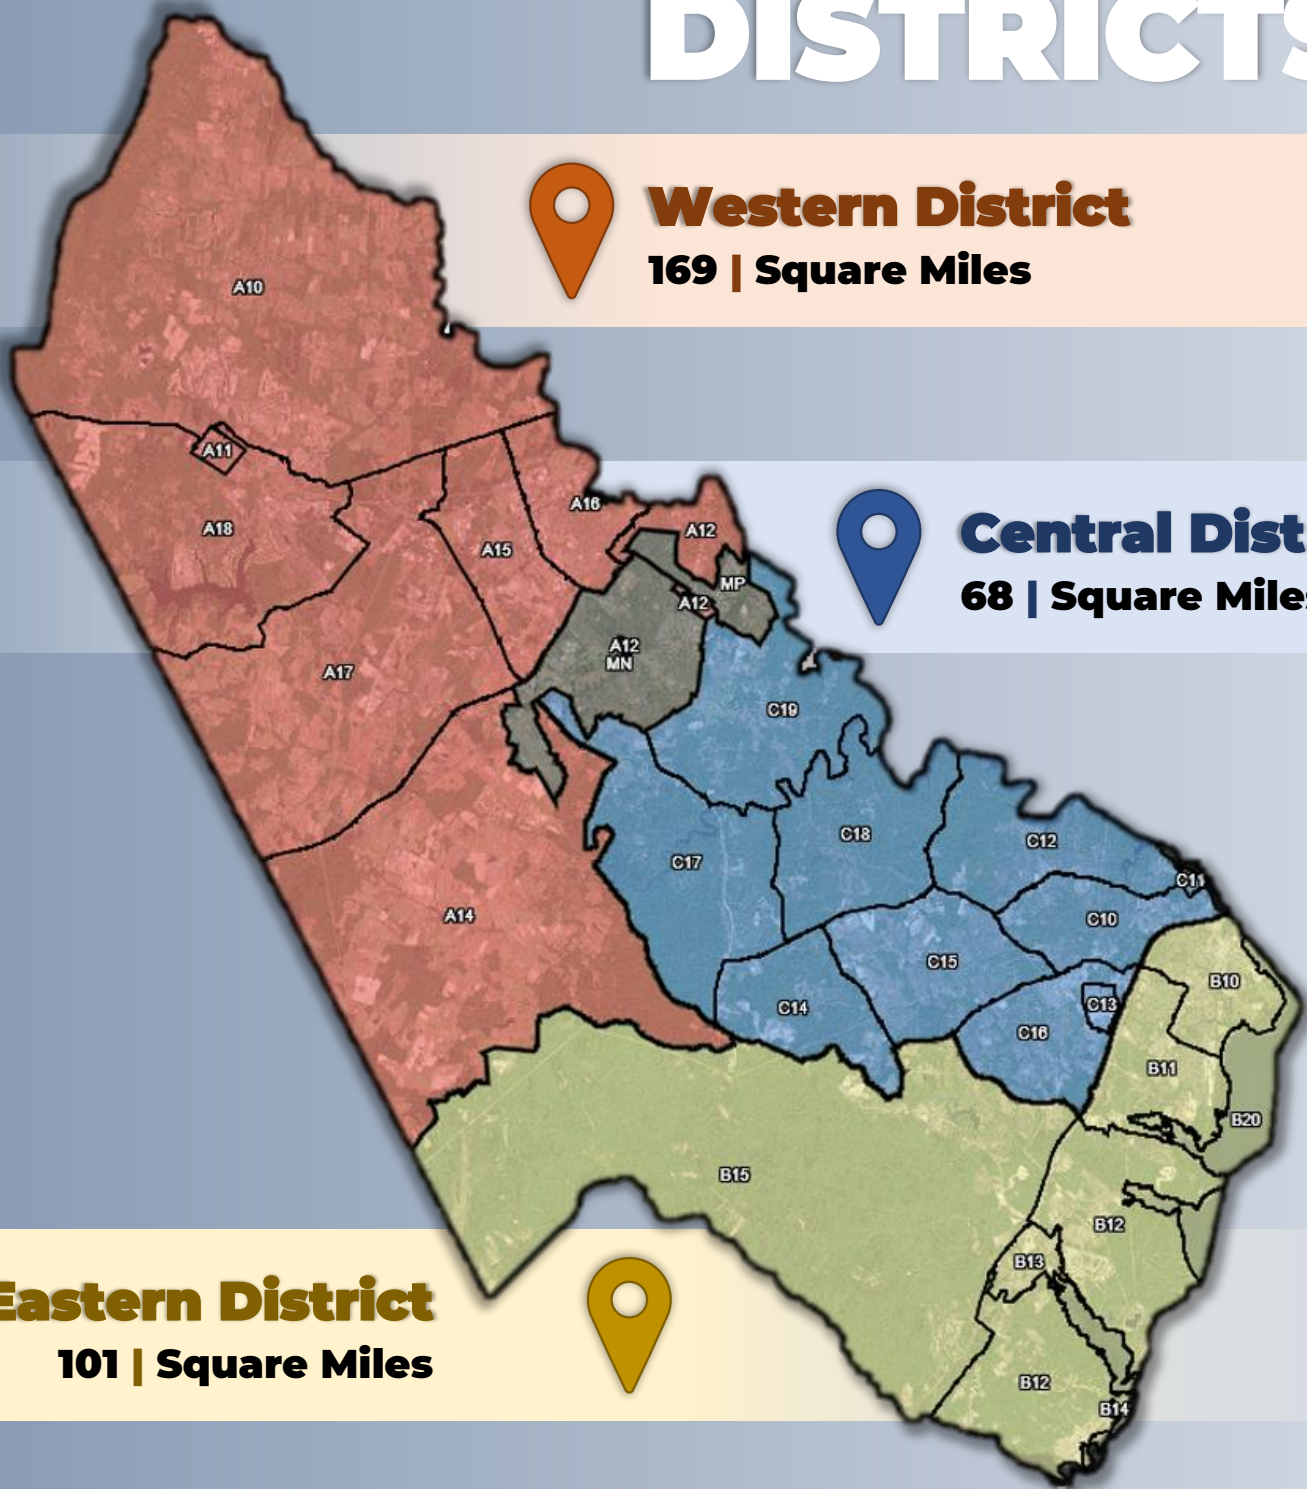 DISTRICTS
Western District
169 | Square Miles
A10
A11
A18
A16
A12
A15
MP
A12
A12
MN
A17
Central Dist
68 | Square Miles
C19
C18
C12
C17
C11
C10
A14
C15
B10
C14
C13
C16
B11
B20
B15
B12
B13
Eastern District
101 | Square Miles
B12
B14